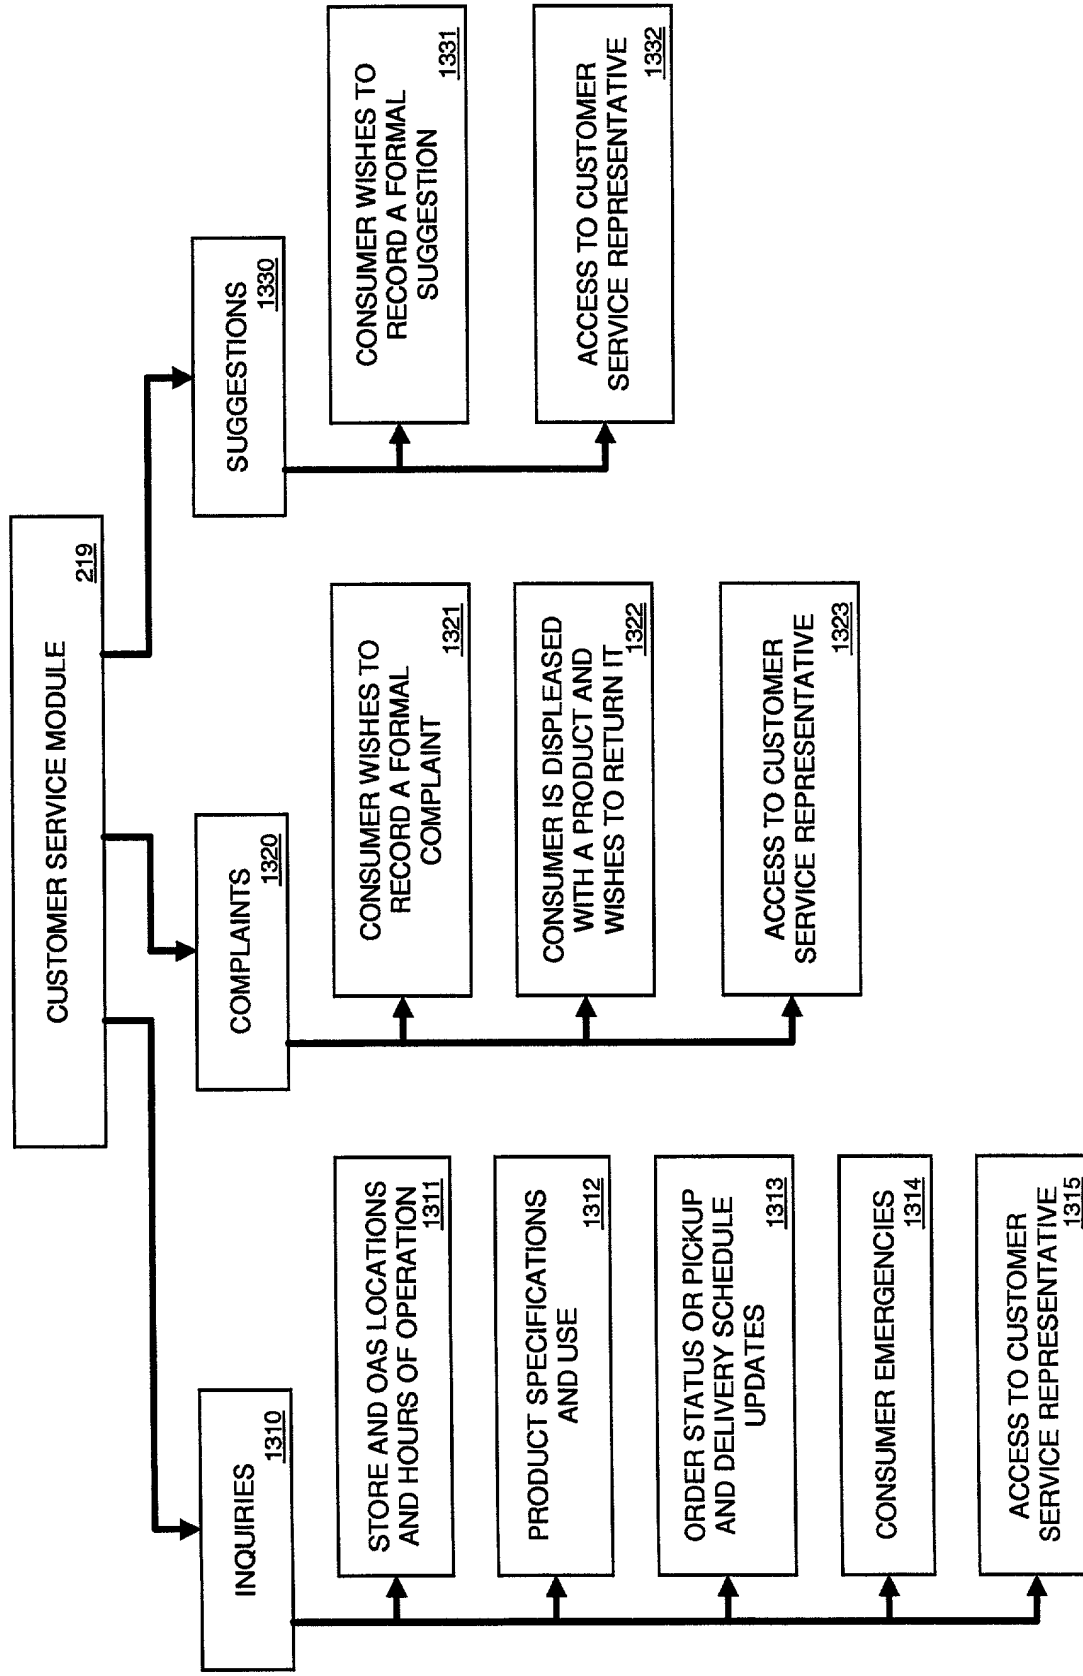 CUSTOMER SERVICE MODULE
219
INQUIRIES
1310
STORE AND OAS LOCATIONS
AND HOURS OF OPERATION
1311
PRODUCT SPECIFICATIONS
AND USE
1312
ORDER STATUS OR PICKUP
AND DELIVERY SCHEDULE
UPDATES
1313
CONSUMER EMERGENCIES
1314
ACCESS TO CUSTOMER
SERVICE REPRESENTATIVE
1315
COMPLAINTS
1320
CONSUMER WISHES TO
RECORD A FORMAL
COMPLAINT
1321
CONSUMER IS DISPLEASED
WITH A PRODUCT AND
WISHES TO RETURN IT
1322
ACCESS TO CUSTOMER
SERVICE REPRESENTATIVE
1323
SUGGESTIONS
1330
CONSUMER WISHES TO
RECORD A FORMAL
SUGGESTION
1331
ACCESS TO CUSTOMER
SERVICE REPRESENTATIVE
1332